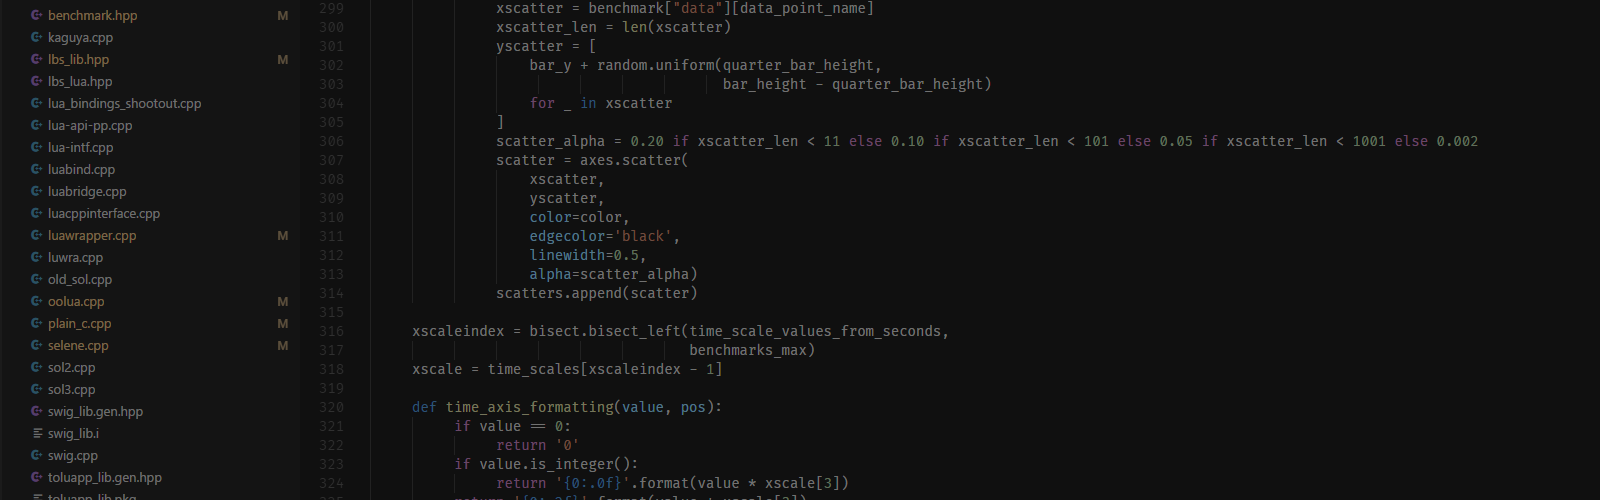 benchmark.hpp M
kaguya.cpp
lbs_lib.hpp M
lbs_lua.hpp
lua_bindings_shootout.cpp
lua-api-pp.cpp
lua-intf.cpp
luabind.cpp
luabridge.cpp
luacppinterface.cpp
luawrapper.cpp M
luwra.cpp
old_sol.cpp
oolua.cpp M
plain_c.cpp M
selene.cpp M
sol2.cpp
sol3.cpp
swig_lib.gen.hpp
swig_lib.i
swig.cpp
toluapp_lib.gen.hpp
toluapp_lib.pkg
299 xscatter = benchmark["data"][data_point_name]
300 xscatter_len = len(xscatter)
301 yscatter = [
302 bar_y + random.uniform(quarter_bar_height,
303 bar_height - quarter_bar_height)
304 for _ in xscatter
305 ]
306 scatter_alpha = 0.20 if xscatter_len < 11 else 0.10 if xscatter_len < 101 else 0.05 if xscatter_len < 1001 else 0.002
307 scatter = axes.scatter(
308 xscatter,
309 yscatter,
310 color=color,
311 edgecolor='black',
312 linewidth=0.5,
313 alpha=scatter_alpha)
314 scatters.append(scatter)
315
316 xscaleindex = bisect.bisect_left(time_scale_values_from_seconds,
317 benchmarks_max)
318 xscale = time_scales[xscaleindex - 1]
319
320 def time_axis_formatting(value, pos):
321 if value == 0:
322 return '0'
323 if value.is_integer():
324 return '{0:.0f}'.format(value * xscale[3])